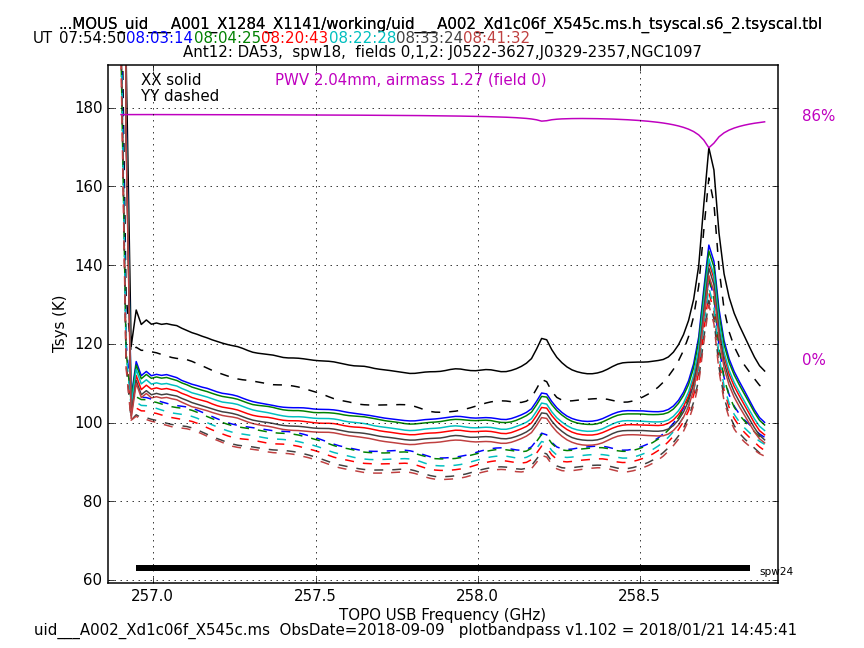 ...MOUS_uid___A001_X1284_X1141/working/uid___A002_Xd1c06f_X545c.ms.h_tsyscal.s6_2.tsyscal.tbl
UT 07:54:50 08:03:14 08:04:25 08:20:43 08:22:28 08:33:24 08:41:32
Ant12: DA53, spw18, fields 0,1,2: J0522-3627,J0329-2357,NGC1097
XX solid
PWV 2.04mm, airmass 1.27 (field 0)
YY dashed
86%
0%
180
160
140
120
100
80
60
Tsys (K)
spw24
257.0 257.5 258.0 258.5
TOPO USB Frequency (GHz)
uid___A002_Xd1c06f_X545c.ms ObsDate=2018-09-09 plotbandpass v1.102 = 2018/01/21 14:45:41